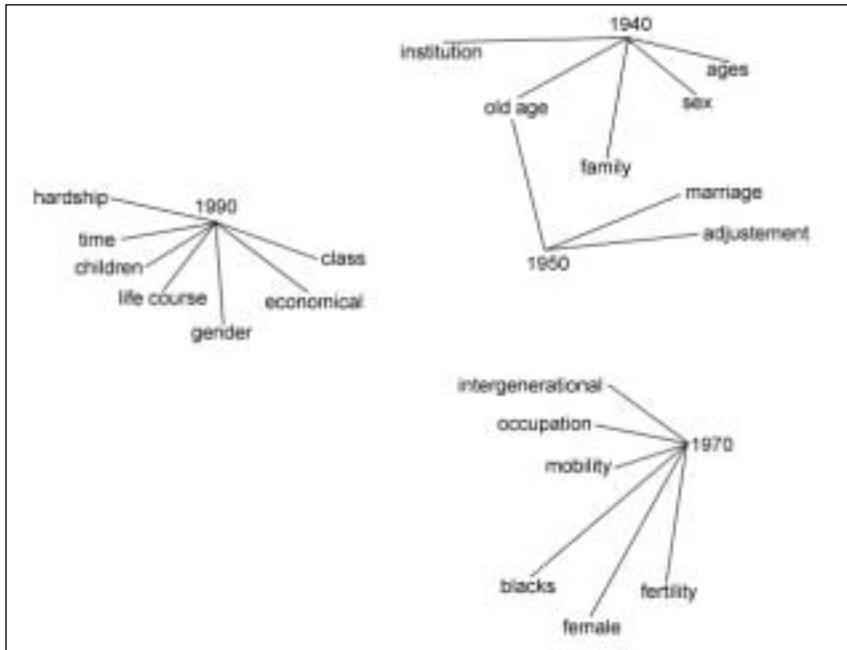 1940
institution
ages
old age
sex
family
hardship
marriage
1990
time
adjustement
children
class
1950
life course
economical
gender
intergenerational
occupation
1970
mobility
blacks
fertility
female